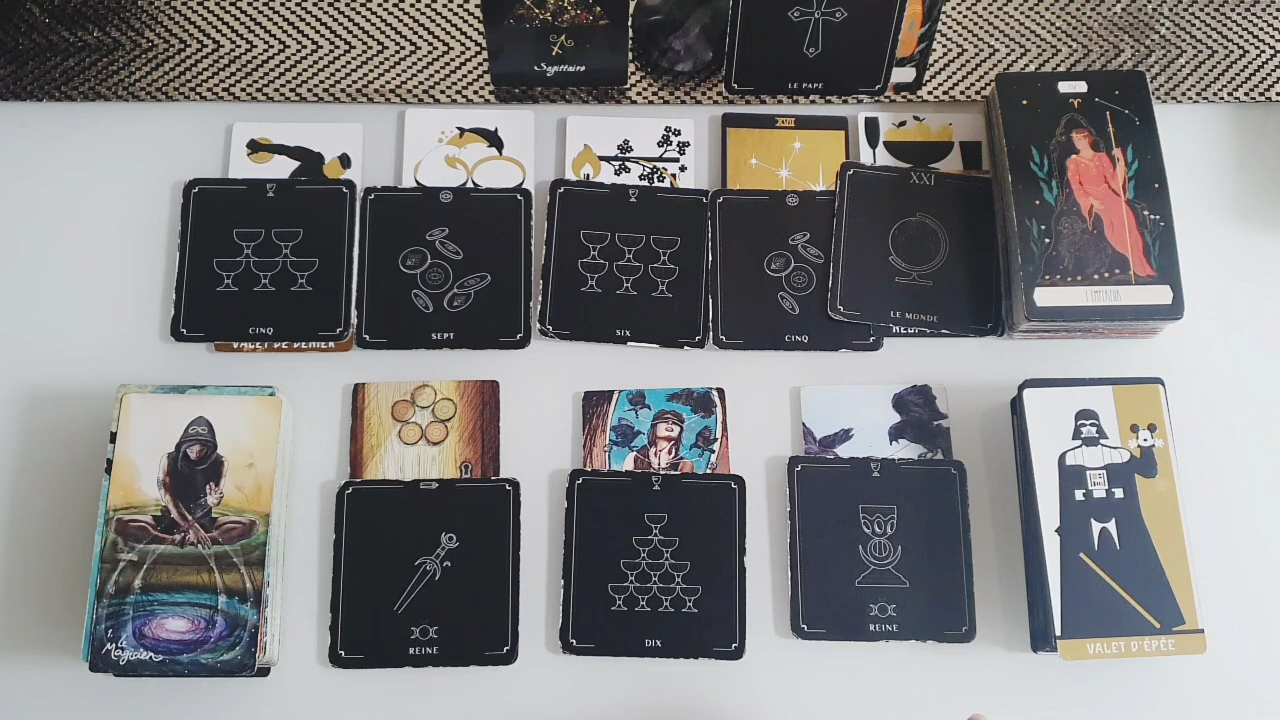 Sagittaire
LE PAPE
XVII
XXI
IV
CINQ
SEPT
SIX
CINQ
LE MONDE
L'EMPEREUR
VALET DE DENIER
I
Le
Magicien
REINE
DIX
REINE
VALET D'ÉPÉE